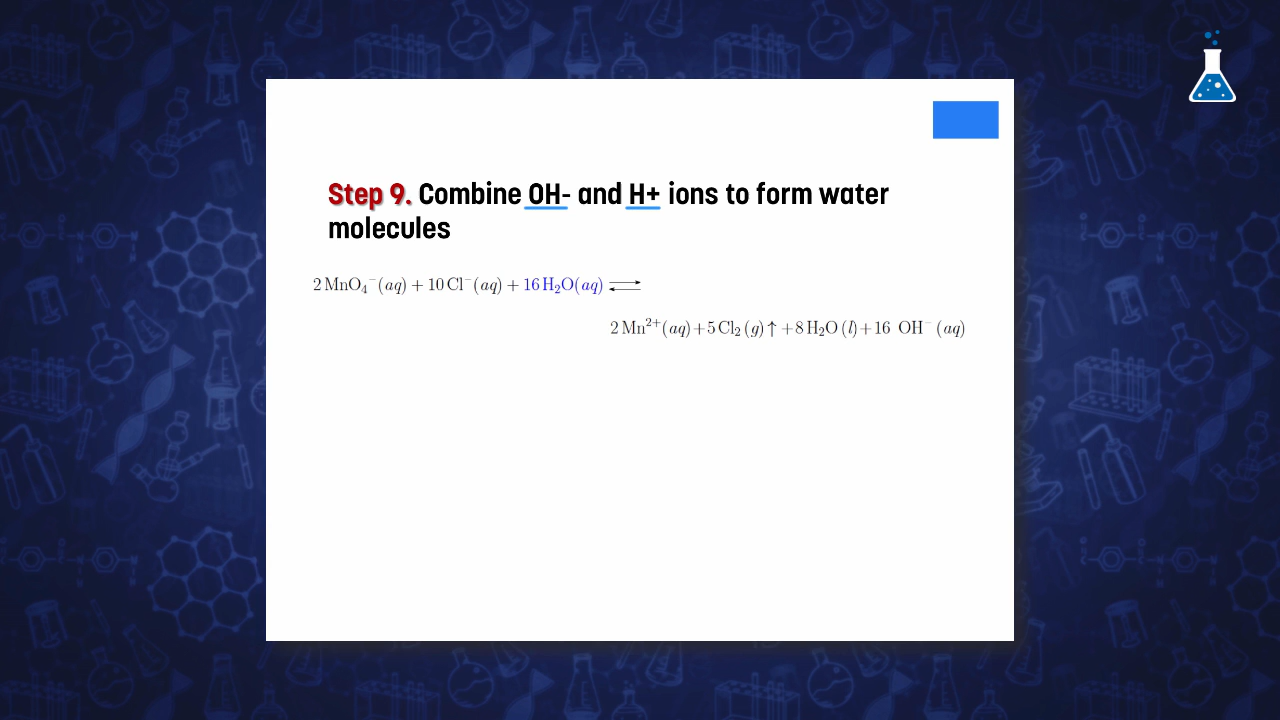 Step 9. Combine OH- and H+ ions to form water
molecules
2 MnO₄⁻(aq) + 10 Cl⁻(aq) + 16 H₂O(aq) ⇌
2 Mn²⁺(aq)+5 Cl₂ (g)↑ +8 H₂O (l)+16 OH⁻ (aq)